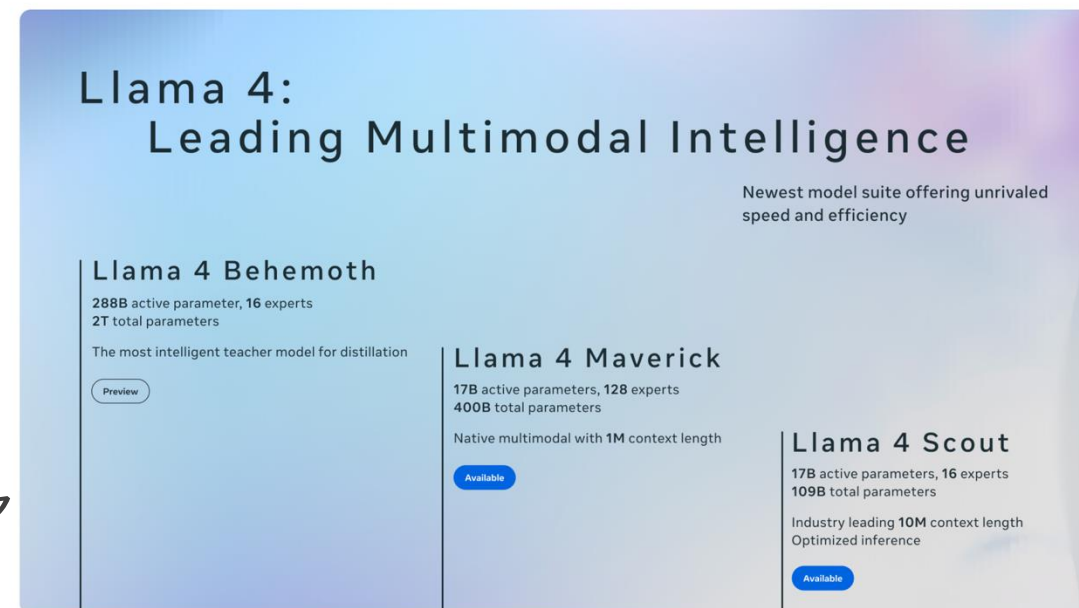 Llama 4:
Leading Multimodal Intelligence
Newest model suite offering unrivaled
speed and efficiency
Llama 4 Behemoth
288B active parameter, 16 experts
2T total parameters
The most intelligent teacher model for distillation
Preview
Llama 4 Maverick
17B active parameters, 128 experts
400B total parameters
Native multimodal with 1M context length
Available
Llama 4 Scout
17B active parameters, 16 experts
109B total parameters
Industry leading 10M context length
Optimized inference
Available